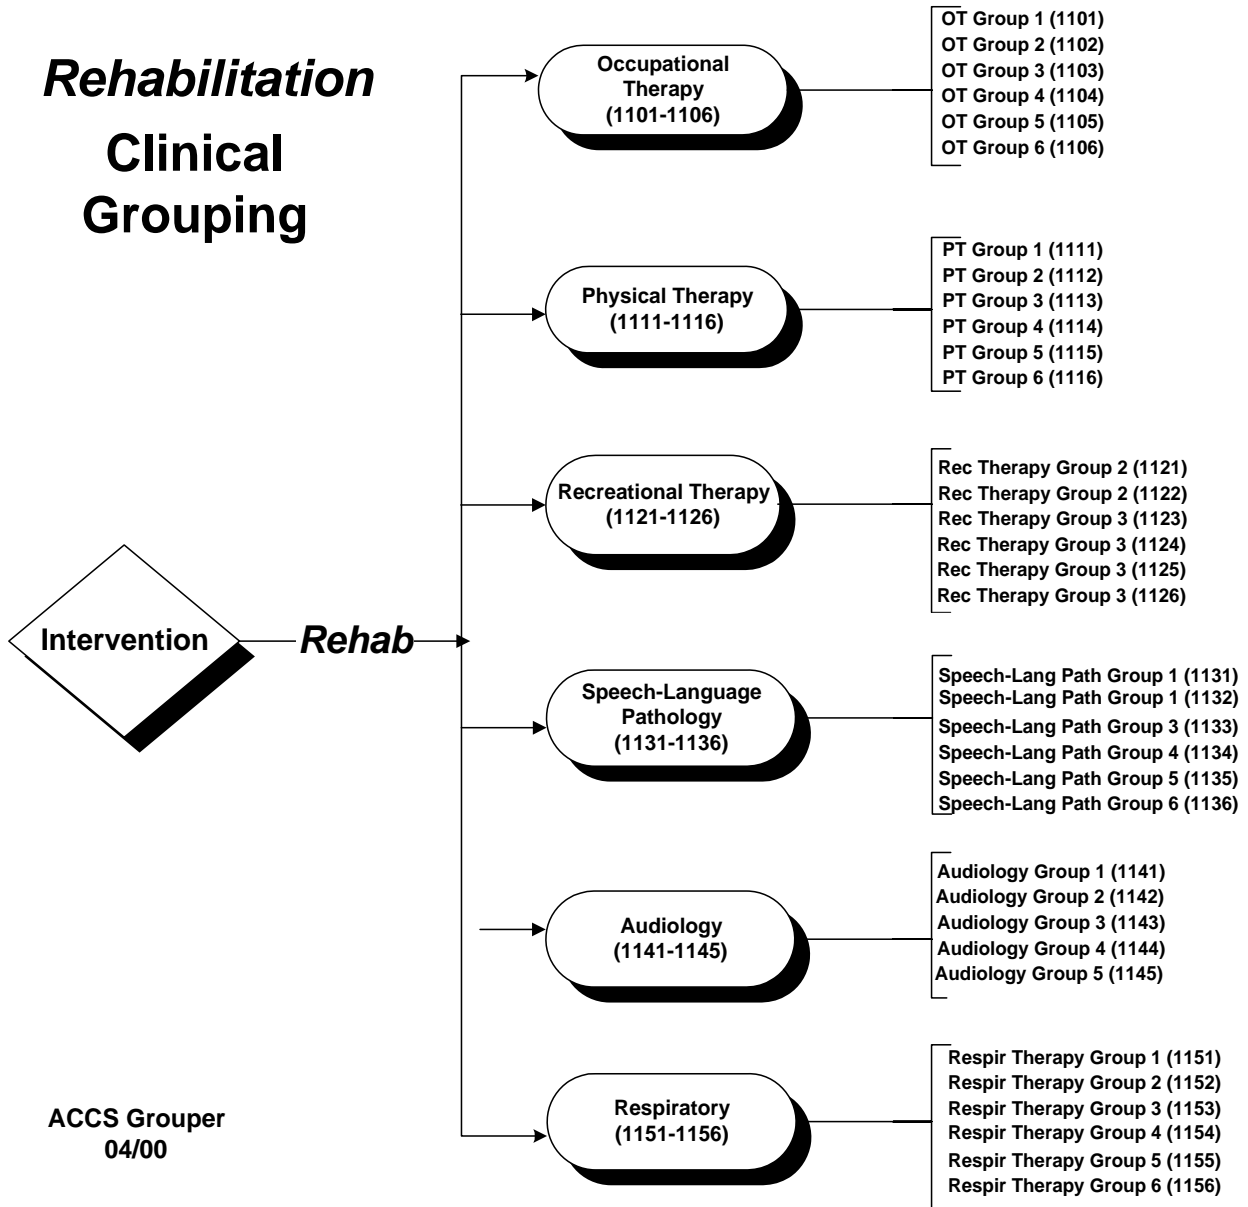 Rehabilitation
Clinical
Grouping
Intervention
Rehab
Occupational
Therapy
(1101-1106)
OT Group 1 (1101)
OT Group 2 (1102)
OT Group 3 (1103)
OT Group 4 (1104)
OT Group 5 (1105)
OT Group 6 (1106)
Physical Therapy
(1111-1116)
PT Group 1 (1111)
PT Group 2 (1112)
PT Group 3 (1113)
PT Group 4 (1114)
PT Group 5 (1115)
PT Group 6 (1116)
Recreational Therapy
(1121-1126)
Rec Therapy Group 2 (1121)
Rec Therapy Group 2 (1122)
Rec Therapy Group 3 (1123)
Rec Therapy Group 3 (1124)
Rec Therapy Group 3 (1125)
Rec Therapy Group 3 (1126)
Speech-Language
Pathology
(1131-1136)
Speech-Lang Path Group 1 (1131)
Speech-Lang Path Group 1 (1132)
Speech-Lang Path Group 3 (1133)
Speech-Lang Path Group 4 (1134)
Speech-Lang Path Group 5 (1135)
Speech-Lang Path Group 6 (1136)
Audiology
(1141-1145)
Audiology Group 1 (1141)
Audiology Group 2 (1142)
Audiology Group 3 (1143)
Audiology Group 4 (1144)
Audiology Group 5 (1145)
Respiratory
(1151-1156)
Respir Therapy Group 1 (1151)
Respir Therapy Group 2 (1152)
Respir Therapy Group 3 (1153)
Respir Therapy Group 4 (1154)
Respir Therapy Group 5 (1155)
Respir Therapy Group 6 (1156)
ACCS Grouper
04/00